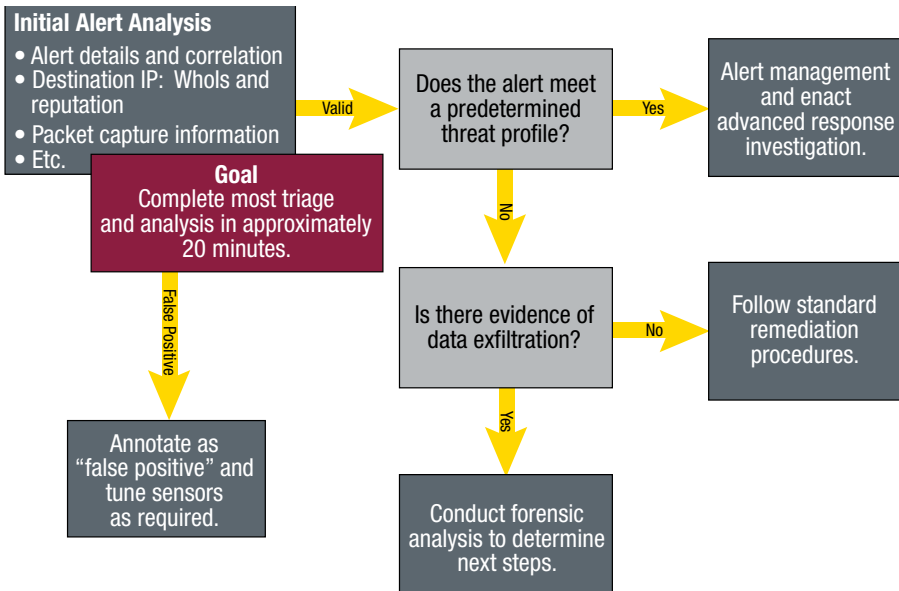 Initial Alert Analysis
• Alert details and correlation
• Destination IP: WhoIs and
reputation
• Packet capture information
• Etc.
Goal
Complete most triage
and analysis in approximately
20 minutes.
Valid
Does the alert meet
a predetermined
threat profile?
Yes
Alert management
and enact
advanced response
investigation.
No
Is there evidence of
data exfiltration?
No
Follow standard
remediation
procedures.
False Positive
Annotate as
“false positive” and
tune sensors
as required.
Yes
Conduct forensic
analysis to determine
next steps.